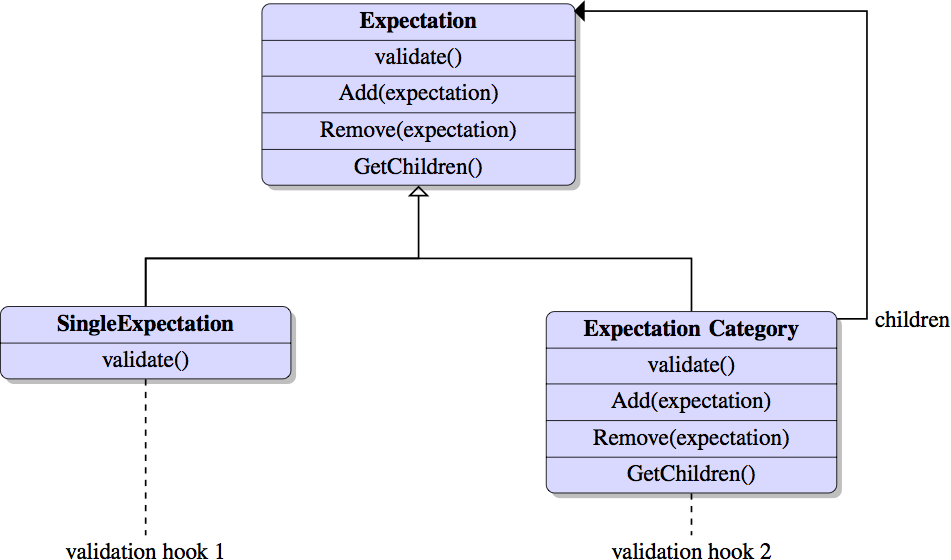 Expectation
validate()
Add(expectation)
Remove(expectation)
GetChildren()
SingleExpectation
validate()
Expectation Category
validate()
Add(expectation)
Remove(expectation)
GetChildren()
children
validation hook 1
validation hook 2